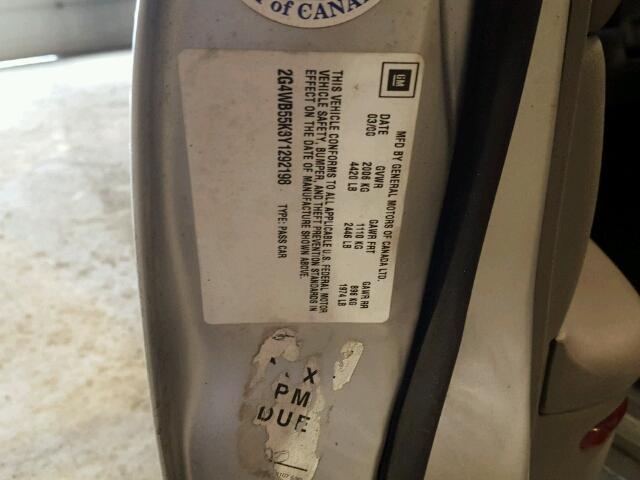 of CANA
GM
MFD BY GENERAL MOTORS OF CANADA LTD.
DATE GVWR GAWR FRT GAWR RR
03/00 2006 KG 1110 KG 896 KG
4420 LB 2446 LB 1974 LB
THIS VEHICLE CONFORMS TO ALL APPLICABLE U.S. FEDERAL MOTOR
VEHICLE SAFETY, BUMPER, AND THEFT PREVENTION STANDARDS IN
EFFECT ON THE DATE OF MANUFACTURE SHOWN ABOVE.
2G4WB55K3Y1292198 TYPE: PASS CAR
X
PM
DUE